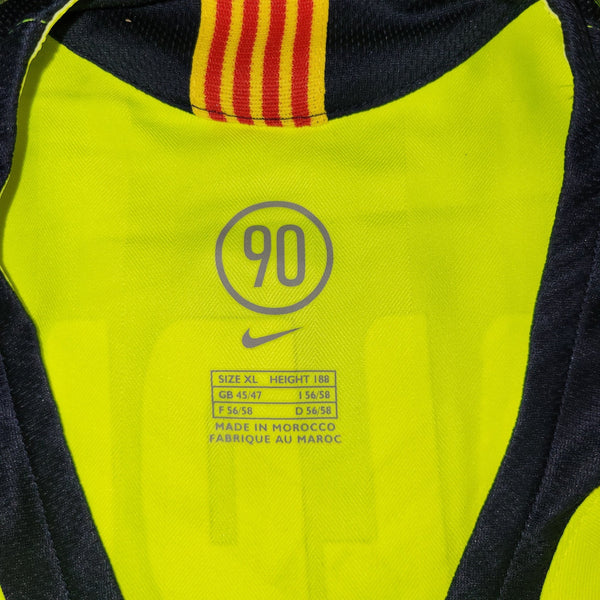 90
SIZE XL HEIGHT 188
GB 45/47 I 56/58
F 56/58 D 56/58
MADE IN MOROCCO
FABRIQUE AU MAROC